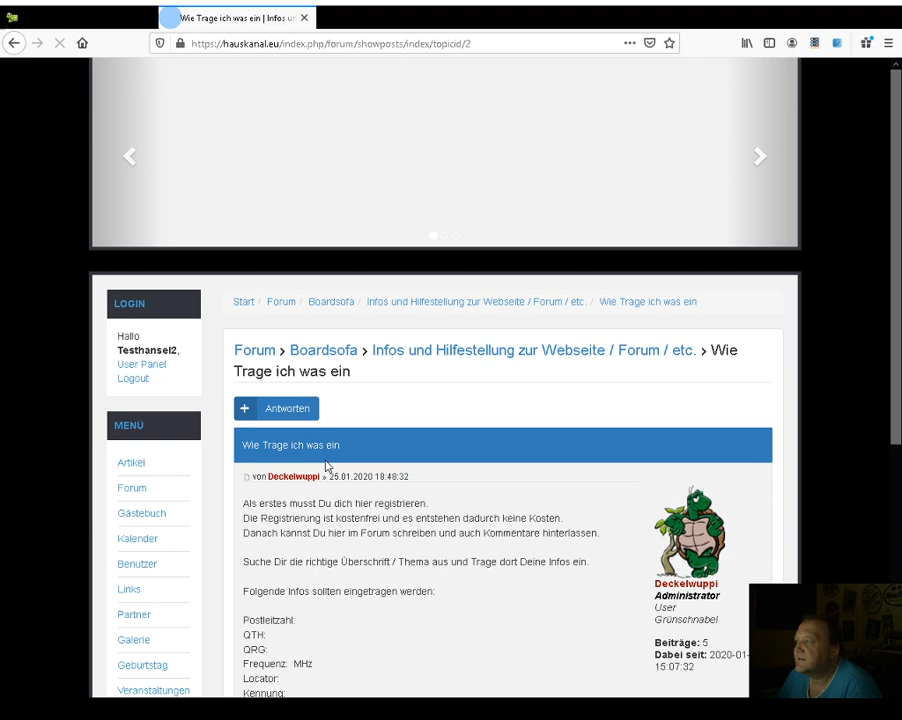 Wie Trage ich was ein | Infos u
https://hauskanal.eu/index.php/forum/showposts/index/topicid/2
LOGIN
Hallo
Testhansel2,
User Panel
Logout
MENÜ
Artikel
Forum
Gästebuch
Kalender
Benutzer
Links
Partner
Galerie
Geburtstag
Veranstaltungen
Start / Forum / Boardsofa / Infos und Hilfestellung zur Webseite / Forum / etc. / Wie Trage ich was ein
Forum › Boardsofa › Infos und Hilfestellung zur Webseite / Forum / etc. › Wie
Trage ich was ein
+ Antworten
Wie Trage ich was ein
von Deckelwuppi » 25.01.2020 18:48:32
Als erstes musst Du dich hier registrieren.
Die Registrierung ist kostenfrei und es entstehen dadurch keine Kosten.
Danach kannst Du hier im Forum schreiben und auch Kommentare hinterlassen.
Suche Dir die richtige Überschrift / Thema aus und Trage dort Deine Infos ein.
Folgende Infos sollten eingetragen werden:
Postleitzahl:
QTH:
QRG:
Frequenz: MHz
Locator:
Kennung:
Deckelwuppi
Administrator
User
Grünschnabel
Beiträge: 5
Dabei seit: 2020-01-
15:07:32